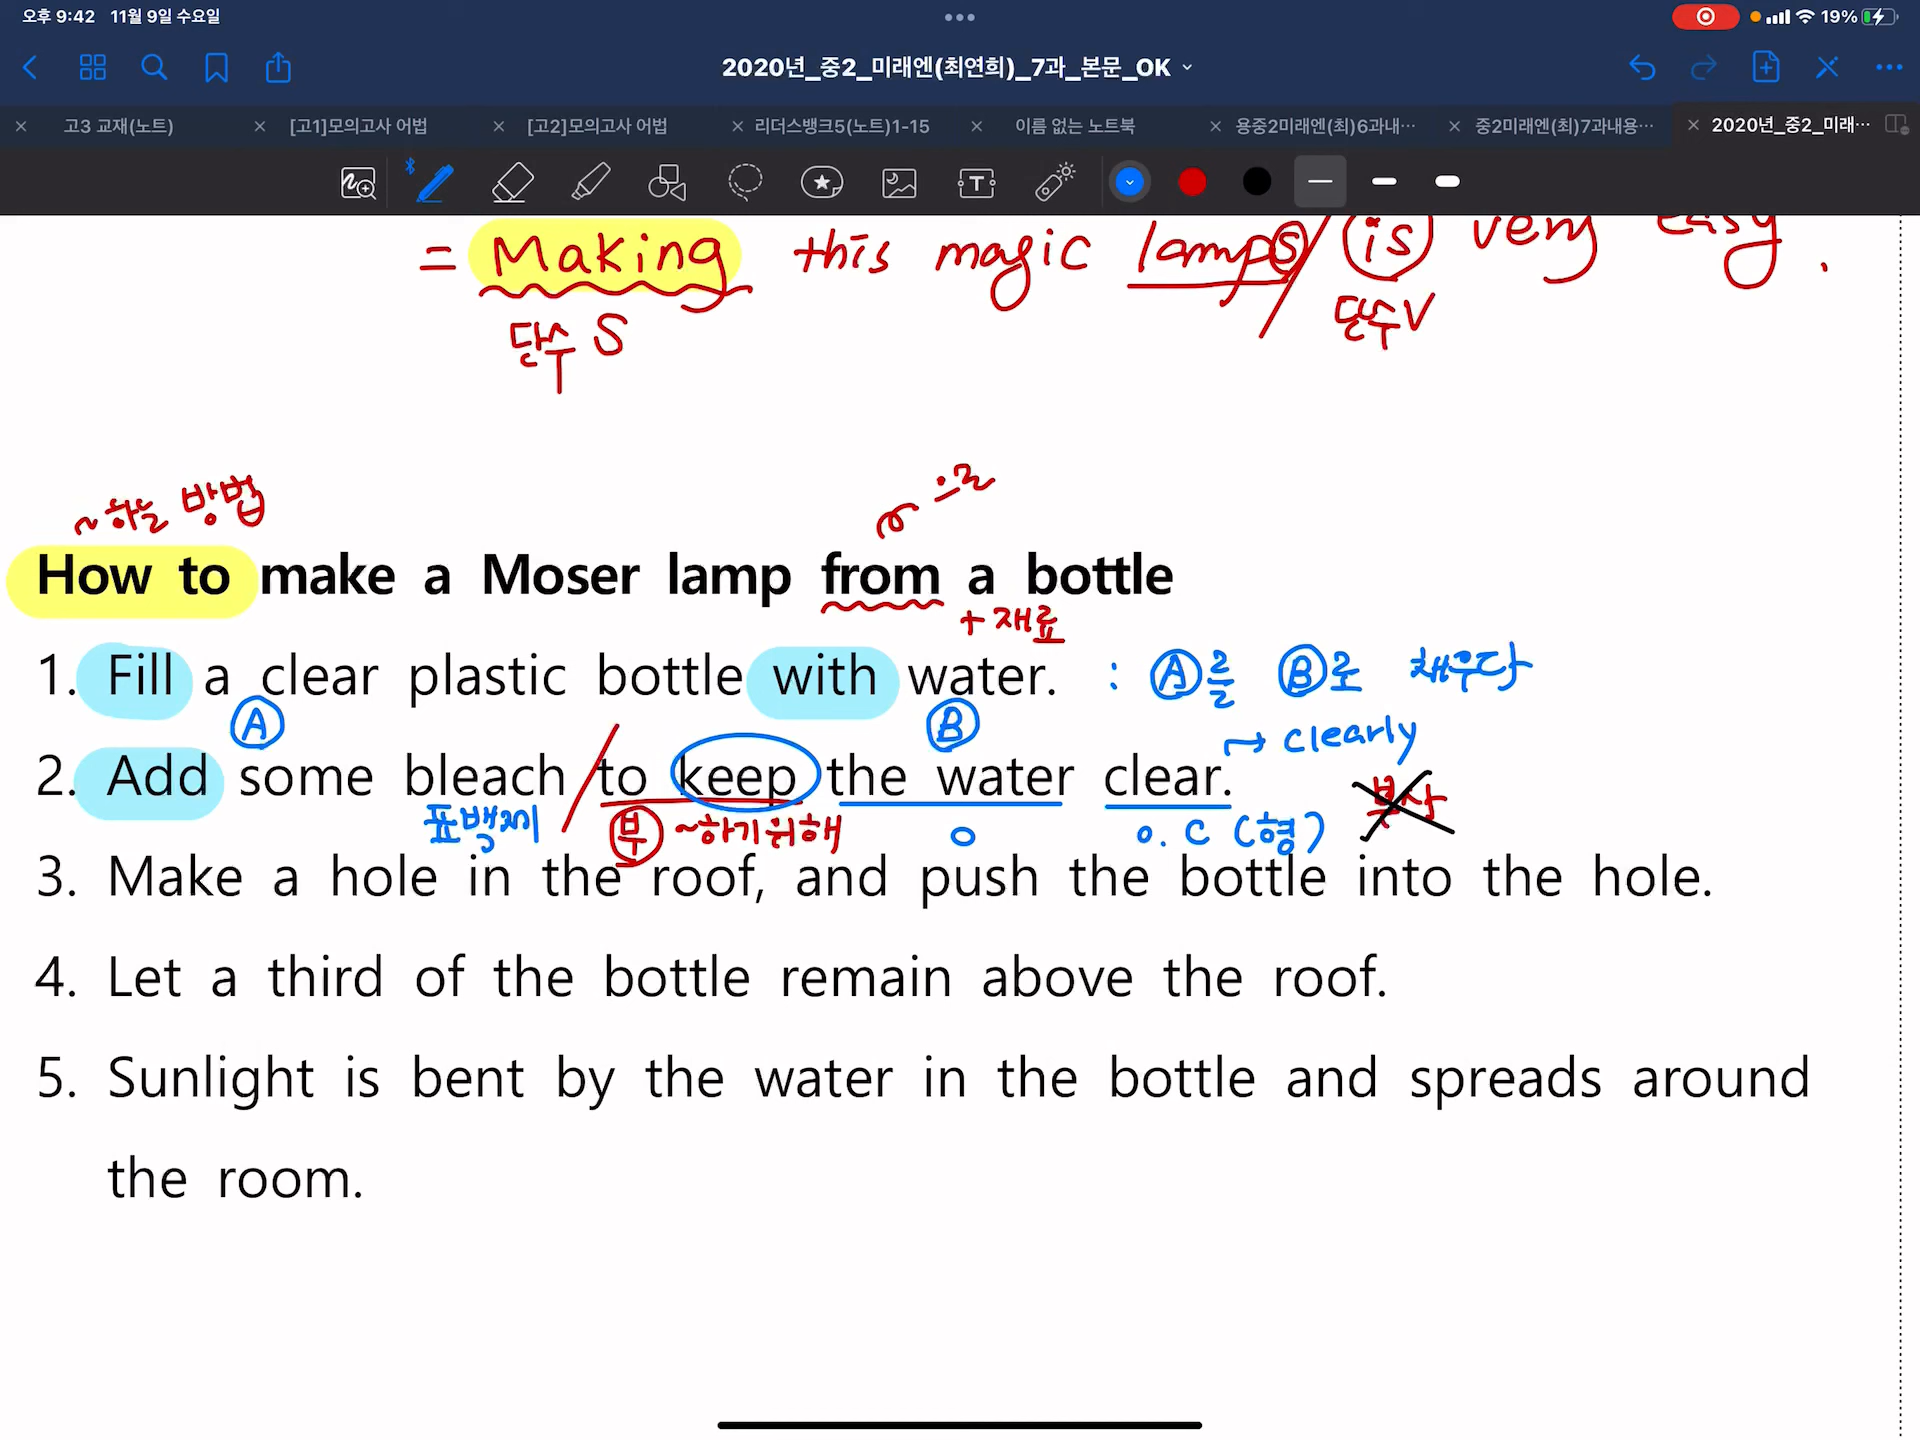 오후 9:42 11월 9일 수요일
19%
2020년_중2_미래엔(최연희)_7과_본문_OK
고3 교재(노트)
[고1]모의고사 어법
[고2]모의고사 어법
리더스뱅크5(노트)1-15
이름 없는 노트북
용중2미래엔(최)6과내…
중2미래엔(최)7과내용…
2020년_중2_미래…
= Making this magic lamps / is very easy.
단수 S 단수V
~하는 방법
으로
How to make a Moser lamp from a bottle
+ 재료
1. Fill a clear plastic bottle with water. : Ⓐ를 Ⓑ로 채우다
Ⓐ Ⓑ → clearly
2. Add some bleach / to keep the water clear.
표백제 부 ~하기위해 O O.C (형) 부사
3. Make a hole in the roof, and push the bottle into the hole.
4. Let a third of the bottle remain above the roof.
5. Sunlight is bent by the water in the bottle and spreads around
the room.